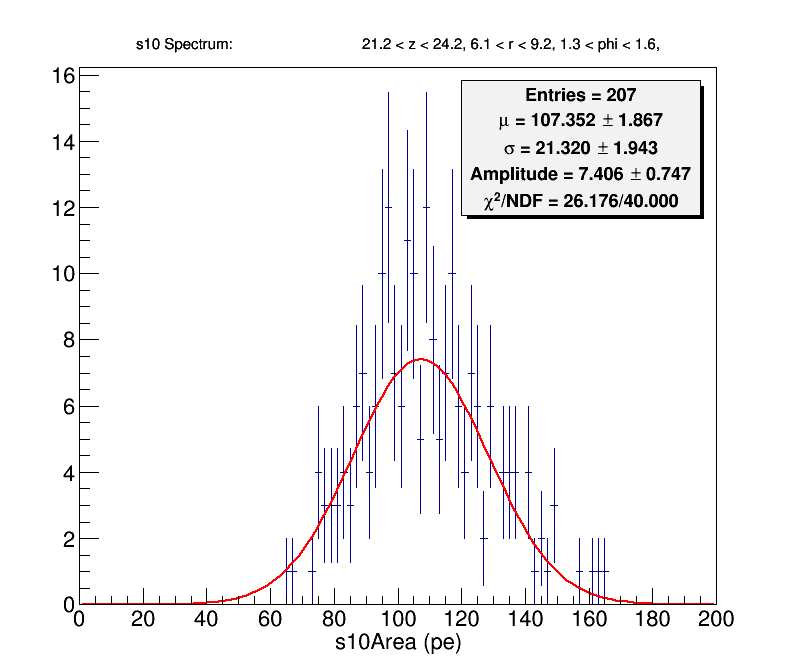 s10 Spectrum: 21.2 < z < 24.2, 6.1 < r < 9.2, 1.3 < phi < 1.6,
Entries = 207
μ = 107.352 ± 1.867
σ = 21.320 ± 1.943
Amplitude = 7.406 ± 0.747
χ²/NDF = 26.176/40.000
16
14
12
10
8
6
4
2
0
0 20 40 60 80 100 120 140 160 180 200
s10Area (pe)